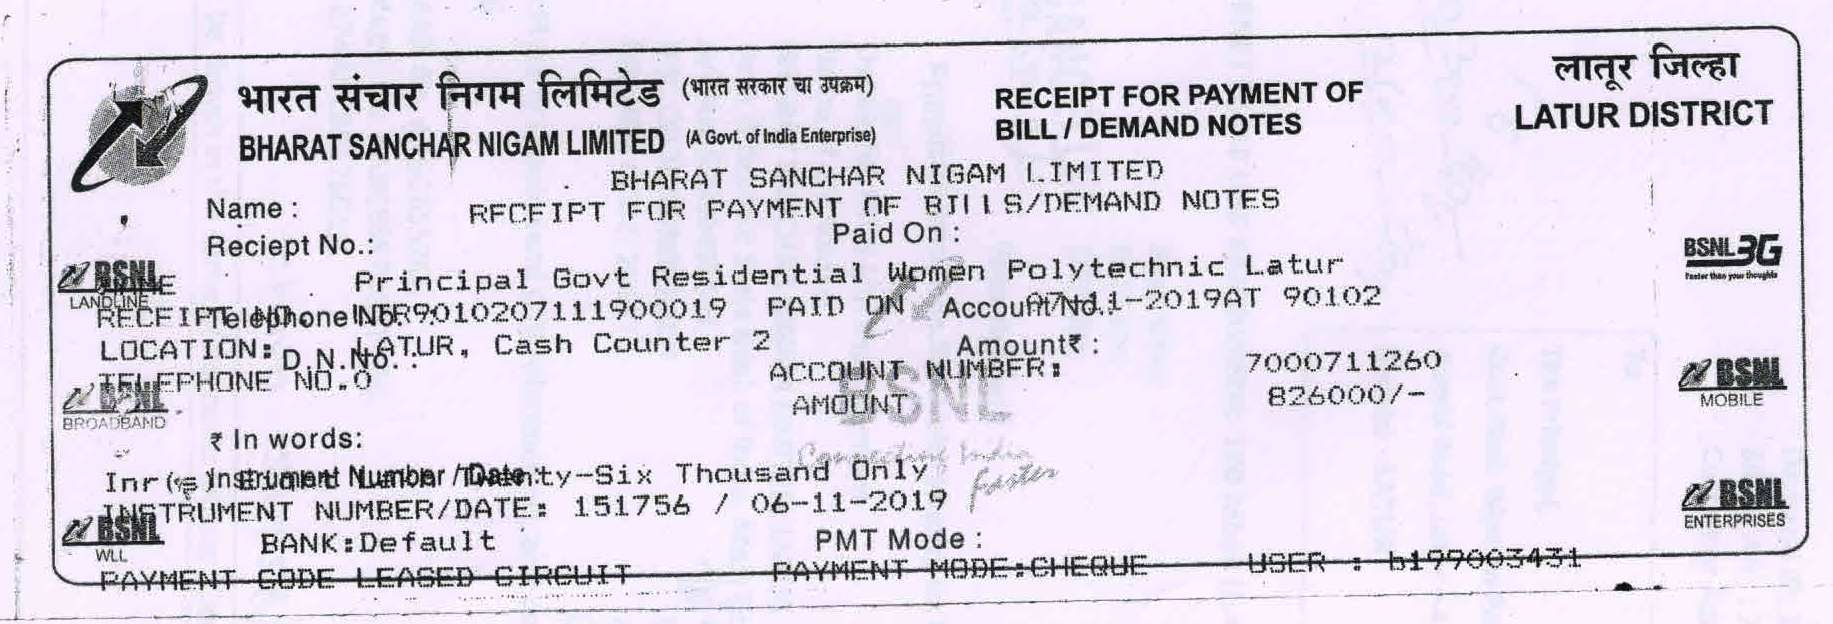 भारत संचार निगम लिमिटेड (भारत सरकार चा उपक्रम)
BHARAT SANCHAR NIGAM LIMITED (A Govt. of India Enterprise)
RECEIPT FOR PAYMENT OF
BILL / DEMAND NOTES
लातूर जिल्हा
LATUR DISTRICT
BHARAT SANCHAR NIGAM LIMITED
Name :
RECEIPT FOR PAYMENT OF BILLS/DEMAND NOTES
Reciept No.: Paid On :
BSNL LANDLINE
BSNL 3G
Faster than your thoughts
Principal Govt Residential Women Polytechnic Latur
RECEIPT NO. 9010207111900019 PAID ON -2019AT 90102
Telephone No. : Account No.:
LOCATION: LATUR, Cash Counter 2
D.N.No. : Amount₹ :
TELEPHONE NO.0 ACCOUNT NUMBER: 7000711260
AMOUNT 826000/-
BSNL BROADBAND
BSNL MOBILE
BSNL
Connecting India
faster
₹ In words:
Instrument Number / Date :
Inr(s) Twenty-Six Thousand Only
INSTRUMENT NUMBER/DATE: 151756 / 06-11-2019
BSNL WLL
BSNL ENTERPRISES
BANK:Default PMT Mode :
PAYMENT CODE LEASED CIRCUIT PAYMENT MODE:CHEQUE USER : b199003431